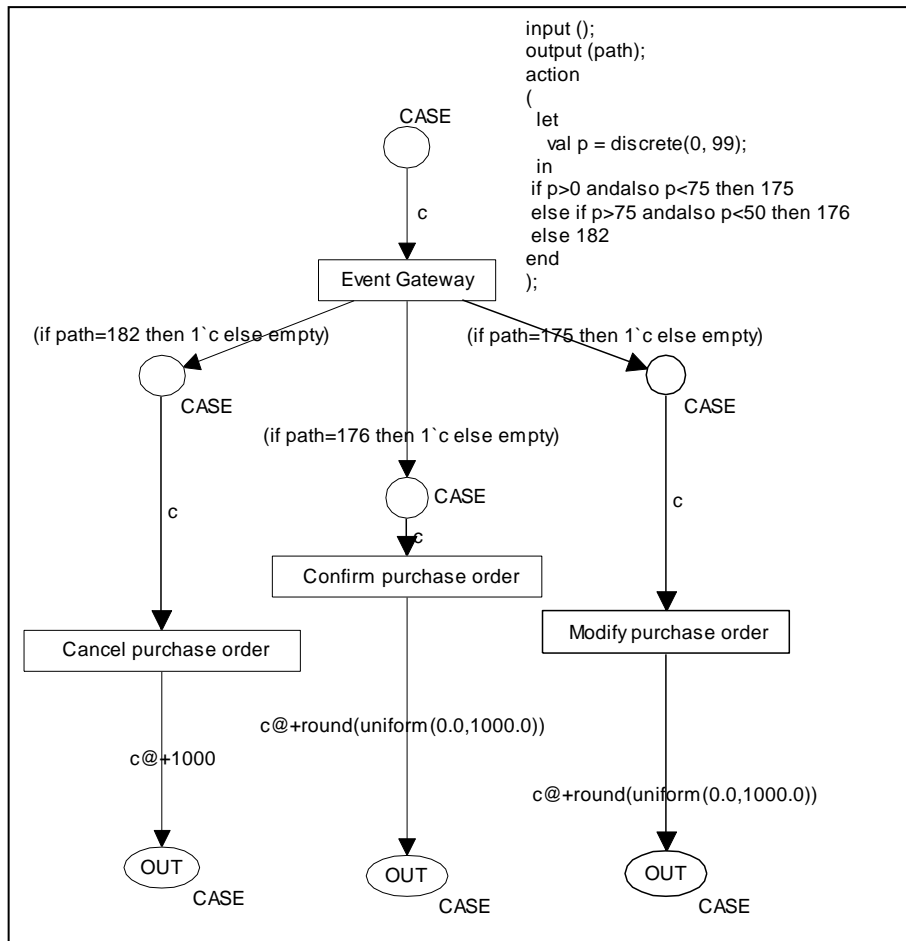 input ();
output (path);
action
(
let
val p = discrete(0, 99);
in
if p>0 andalso p<75 then 175
else if p>75 andalso p<50 then 176
else 182
end
);
CASE
c
Event Gateway
(if path=182 then 1`c else empty)
(if path=175 then 1`c else empty)
CASE
CASE
(if path=176 then 1`c else empty)
CASE
c
c
c
Confirm purchase order
Cancel purchase order
Modify purchase order
c@+round(uniform(0.0,1000.0))
c@+1000
c@+round(uniform(0.0,1000.0))
OUT
OUT
OUT
CASE
CASE
CASE